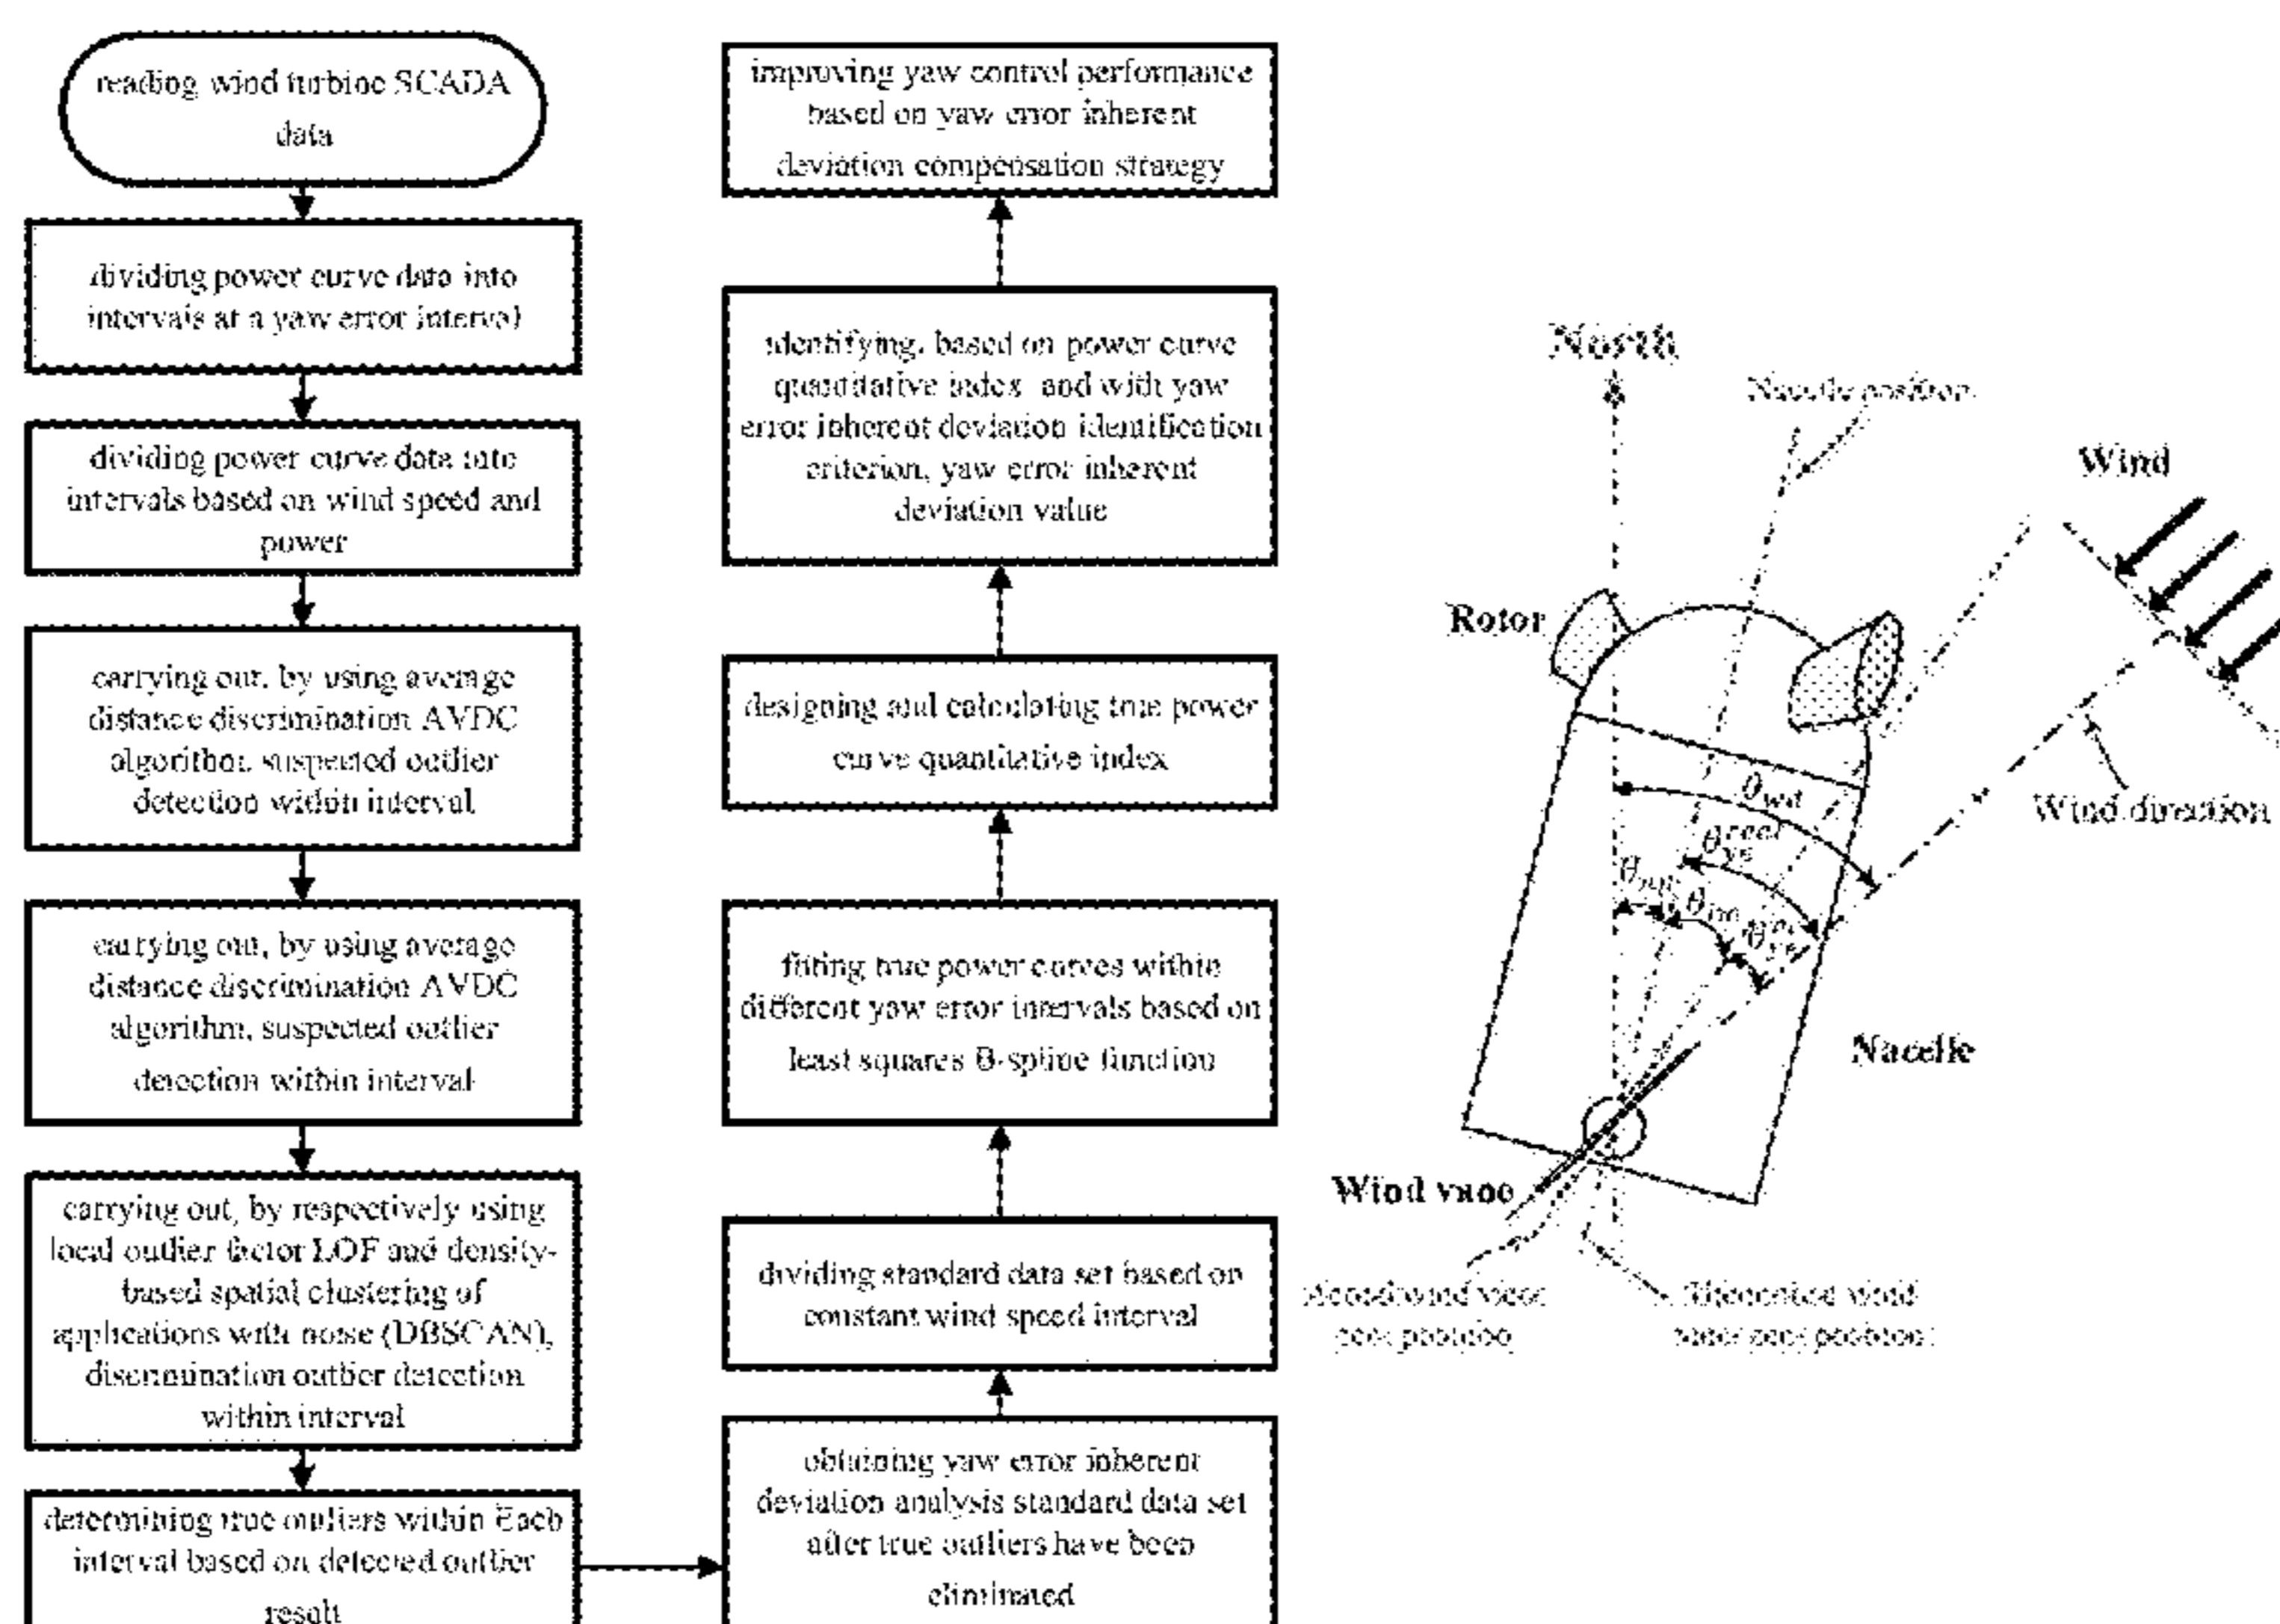 reading wind turbine SCADA
data
dividing power curve data into
intervals at a yaw error interval
dividing power curve data into
intervals based on wind speed and
power
carrying out, by using average
distance discrimination AVDC
algorithm, suspected outlier
detection within interval
carrying out, by using average
distance discrimination AVDC
algorithm, suspected outlier
detection within interval
carrying out, by respectively using
local outlier factor LOF and density-
based spatial clustering of
applications with noise (DBSCAN),
discrimination outlier detection
within interval
determining true outliers within Each
interval based on detected outlier
result
obtaining yaw error inherent
deviation analysis standard data set
after true outliers have been
eliminated
dividing standard data set based on
constant wind speed interval
fitting true power curves within
different yaw error intervals based on
least squares B-spline function
designing and calculating true power
curve quantitative index
identifying, based on power curve
quantitative index and with yaw
error inherent deviation identification
criterion, yaw error inherent
deviation value
improving yaw control performance
based on yaw error inherent
deviation compensation strategy
North
Nacelle position
Wind
Rotor
Wind direction
θwd
Nacelle
Wind vane
wind
position
wind
zero position